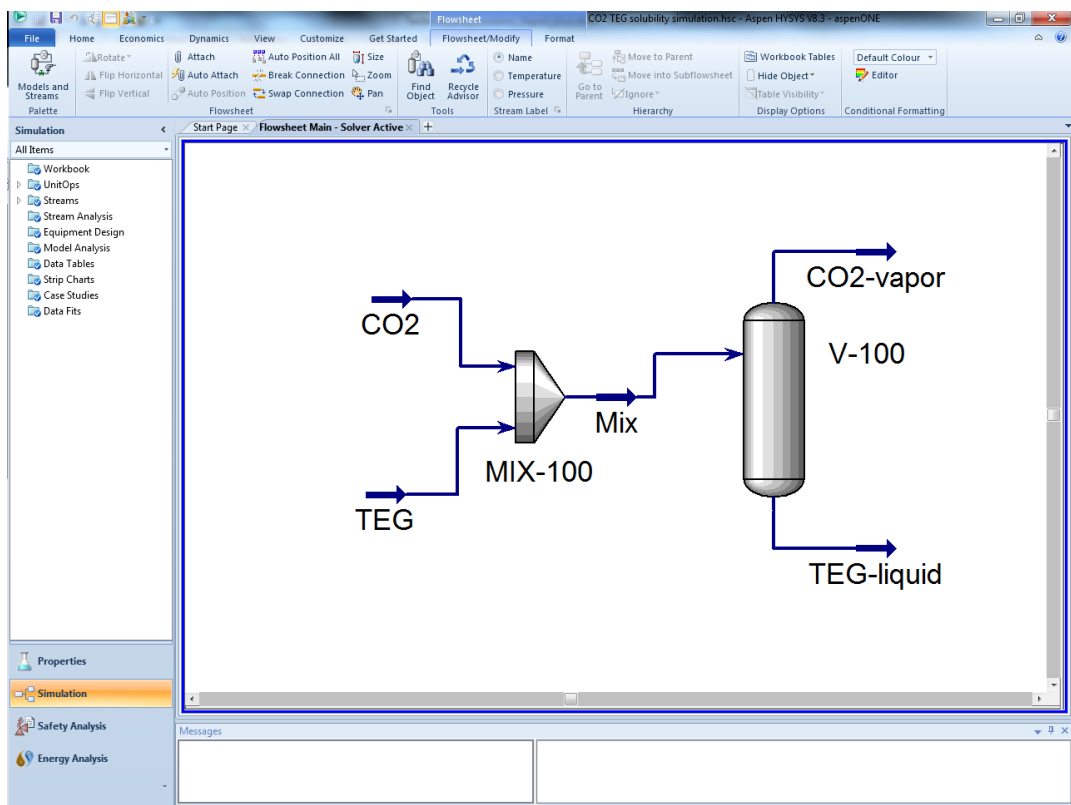 Flowsheet
CO2 TEG solubility simulation.hsc - Aspen HYSYS V8.3 - aspenONE
File Home Economics Dynamics View Customize Get Started Flowsheet/Modify Format
Models and Streams
Palette
Rotate
Flip Horizontal
Flip Vertical
Attach
Auto Attach
Auto Position
Auto Position All
Break Connection
Swap Connection
Size
Zoom
Pan
Flowsheet
Find Object
Recycle Advisor
Tools
Name
Temperature
Pressure
Stream Label
Go to Parent
Move to Parent
Move into Subflowsheet
Ignore
Hierarchy
Workbook Tables
Hide Object
Table Visibility
Display Options
Default Colour
Editor
Conditional Formatting
Simulation
All Items
Workbook
UnitOps
Streams
Stream Analysis
Equipment Design
Model Analysis
Data Tables
Strip Charts
Case Studies
Data Fits
Properties
Simulation
Safety Analysis
Energy Analysis
Start Page Flowsheet Main - Solver Active +
CO2-vapor
CO2
V-100
Mix
MIX-100
TEG
TEG-liquid
Messages